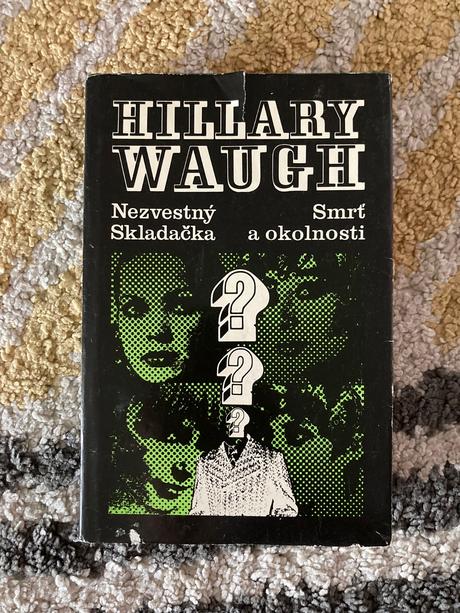 HILLARY
WAUGH
Nezvestný
Skladačka
Smrť
a okolnosti
?
?
?